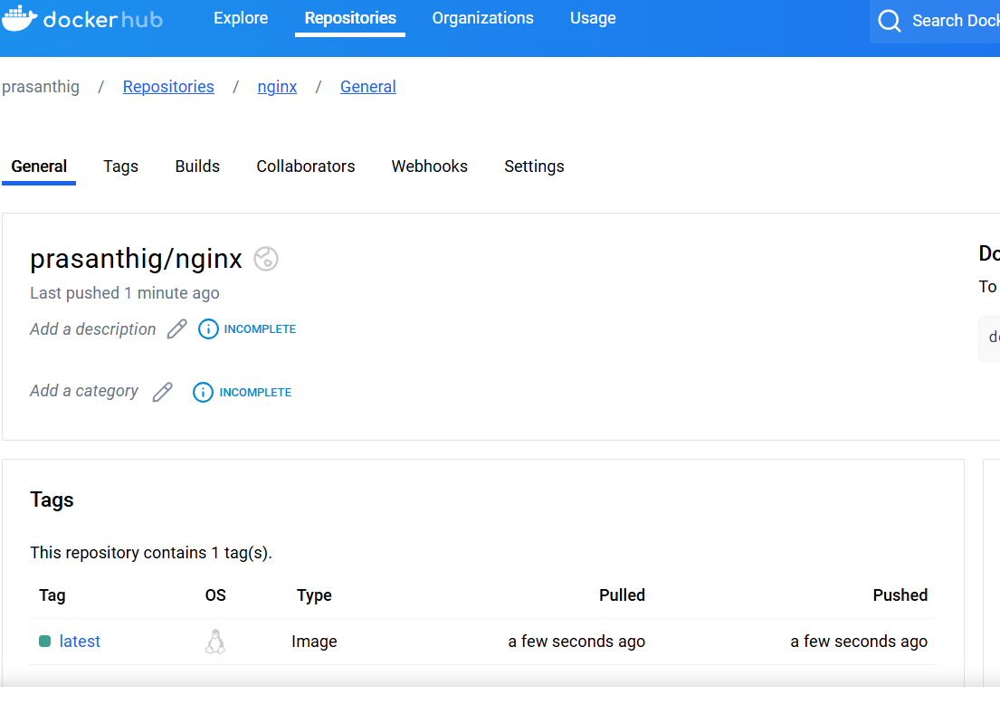 dockerhub Explore Repositories Organizations Usage Search Dock
prasanthig / Repositories / nginx / General
General Tags Builds Collaborators Webhooks Settings
prasanthig/nginx
Last pushed 1 minute ago
Add a description INCOMPLETE
Add a category INCOMPLETE
Do
To
de
Tags
This repository contains 1 tag(s).
Tag OS Type Pulled Pushed
latest Image a few seconds ago a few seconds ago